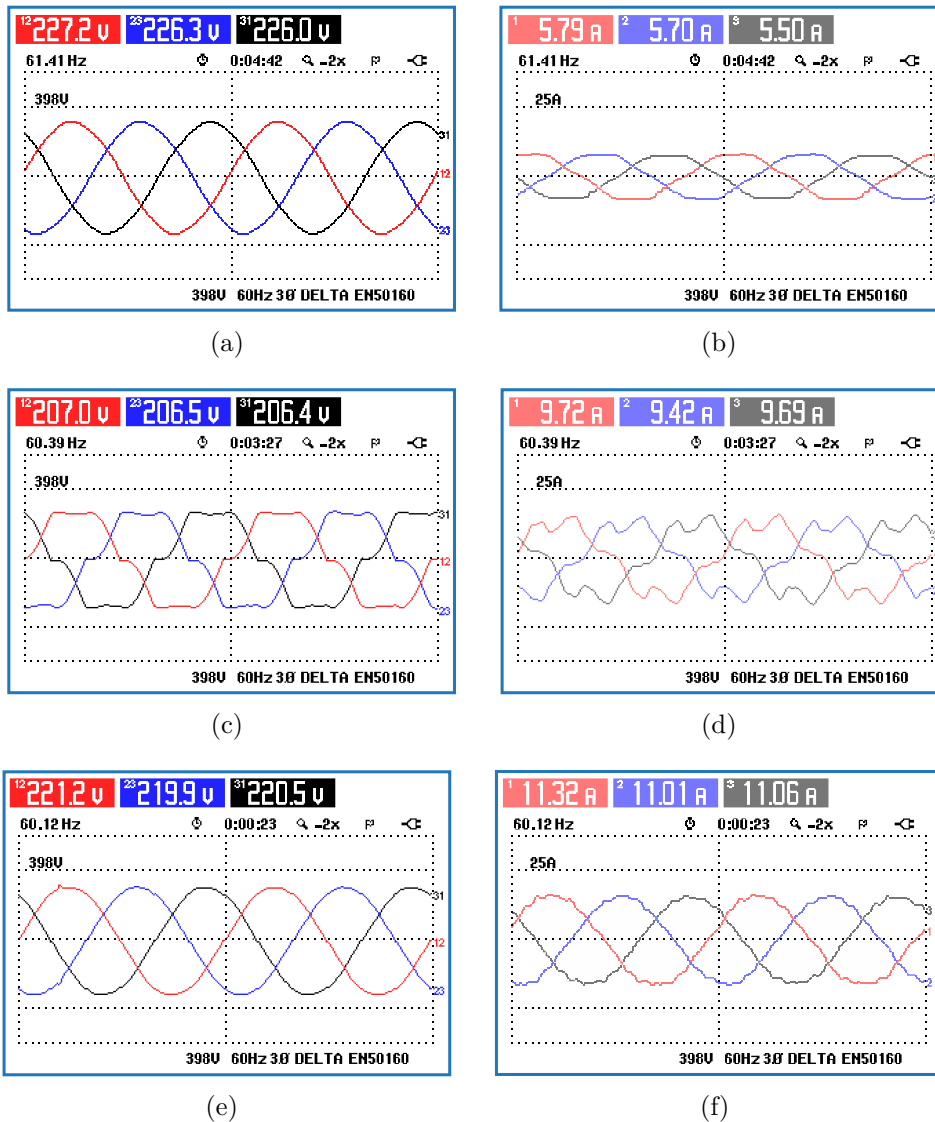 12 227.2 V 23 226.3 V 31 226.0 V
61.41 Hz 0:04:42 -2x
398V
31
12
23
398V 60Hz 3Ø DELTA EN50160
(a)
1 5.79 A 2 5.70 A 3 5.50 A
61.41 Hz 0:04:42 -2x
25A
398V 60Hz 3Ø DELTA EN50160
(b)
12 207.0 V 23 206.5 V 31 206.4 V
60.39 Hz 0:03:27 -2x
398V
31
12
23
398V 60Hz 3Ø DELTA EN50160
(c)
1 9.72 A 2 9.42 A 3 9.69 A
60.39 Hz 0:03:27 -2x
25A
398V 60Hz 3Ø DELTA EN50160
(d)
12 221.2 V 23 219.9 V 31 220.5 V
60.12 Hz 0:00:23 -2x
398V
31
12
23
398V 60Hz 3Ø DELTA EN50160
(e)
1 11.32 A 2 11.01 A 3 11.06 A
60.12 Hz 0:00:23 -2x
25A
3
1
2
398V 60Hz 3Ø DELTA EN50160
(f)